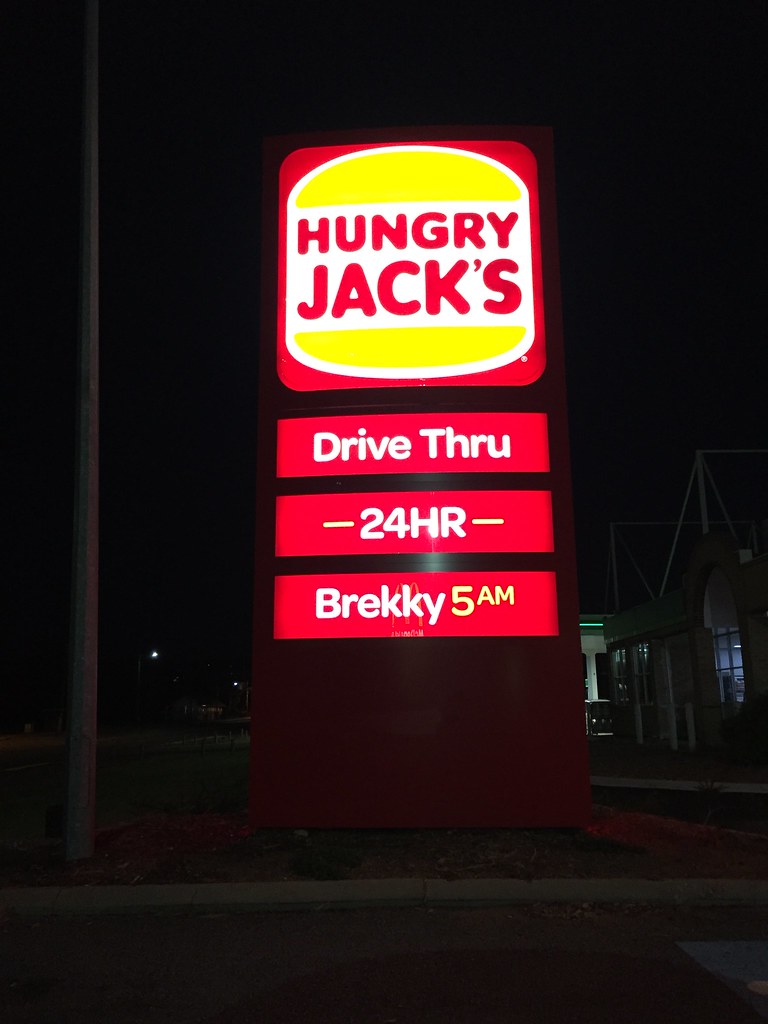 HUNGRY
JACK'S
®
Drive Thru
24HR
Brekky 5AM